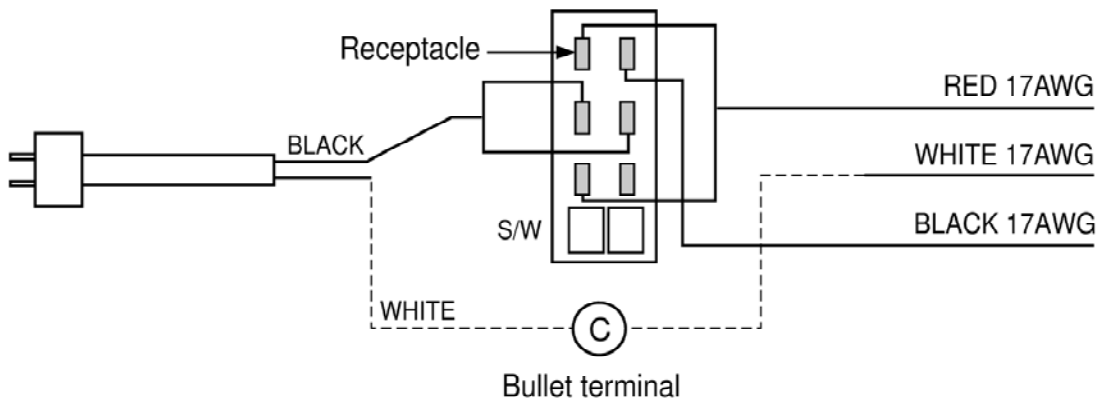 Receptacle
RED 17AWG
BLACK
WHITE 17AWG
S/W
BLACK 17AWG
WHITE
C
Bullet terminal